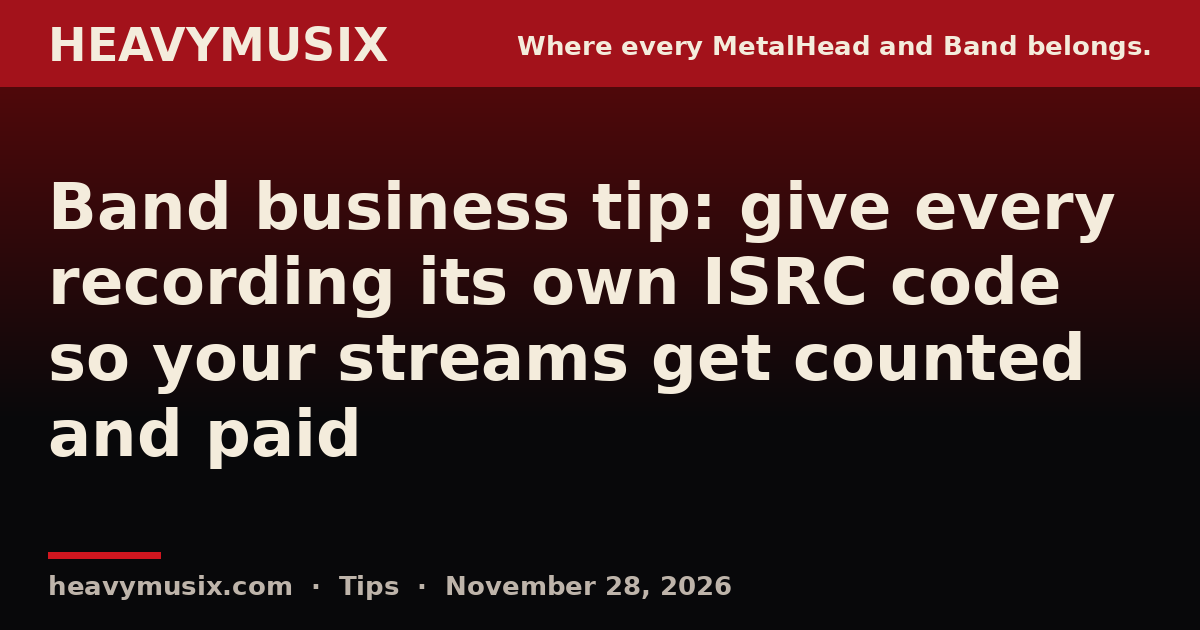 HEAVYMUSIX
Where every MetalHead and Band belongs.
Band business tip: give every
recording its own ISRC code
so your streams get counted
and paid
heavymusix.com · Tips · November 28, 2026